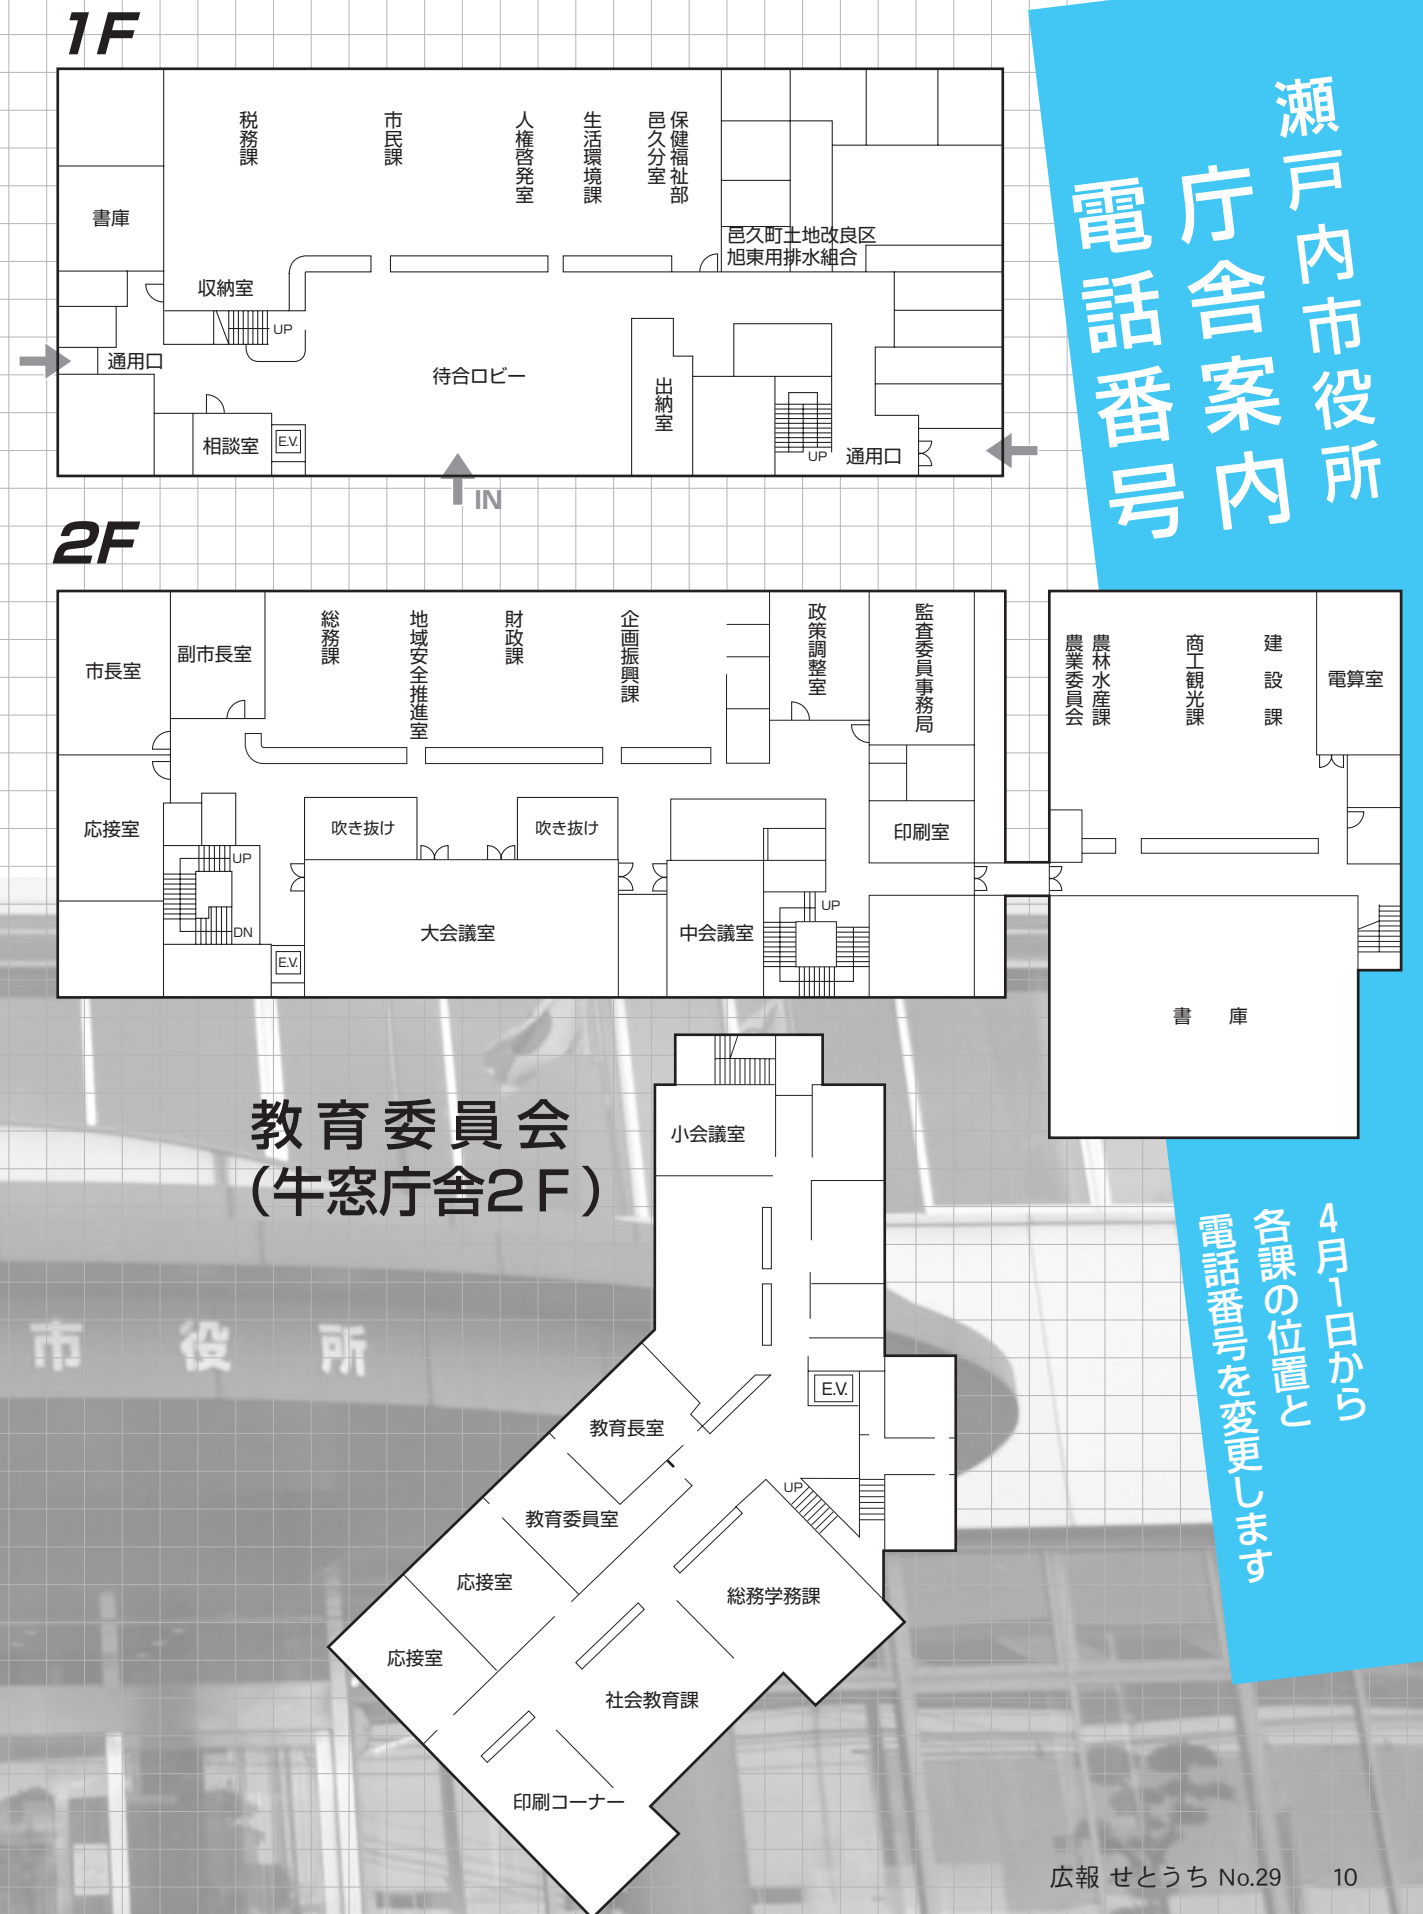 瀬戸内市役所
庁舎案内
電話番号
4月1日から
各課の位置と
電話番号を変更します
1F
税務課
市民課
人権啓発室
生活環境課
保健福祉部
邑久分室
書庫
邑久町土地改良区
旭東用排水組合
収納室
UP
通用口
待合ロビー
出納室
相談室
E.V.
UP
通用口
IN
2F
市長室
副市長室
総務課
地域安全推進室
財政課
企画振興課
政策調整室
監査委員事務局
農林水産課
農業委員会
商工観光課
建設課
電算室
応接室
吹き抜け
吹き抜け
印刷室
UP
DN
E.V.
大会議室
中会議室
UP
書庫
教育委員会
(牛窓庁舎2F)
小会議室
市役所
E.V.
教育長室
UP
教育委員室
応接室
総務学務課
応接室
社会教育課
印刷コーナー
広報 せとうち No.29 10